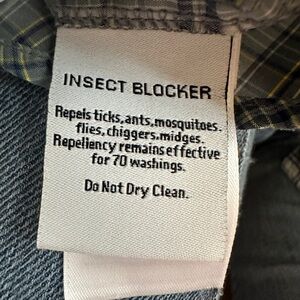 INSECT BLOCKER
Repels ticks, ants, mosquitoes,
flies, chiggers, midges.
Repellency remains effective
for 70 washings.
Do Not Dry Clean.